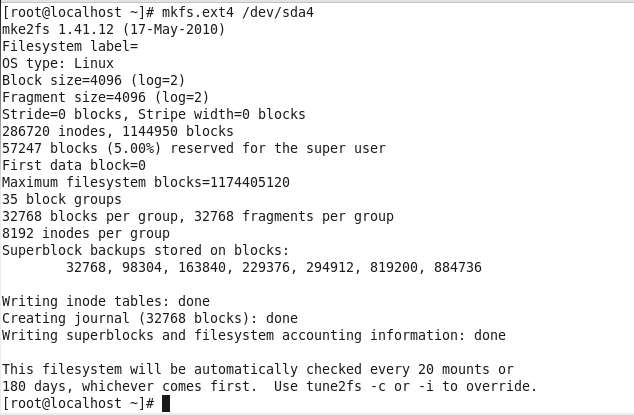 [root@localhost ~]# mkfs.ext4 /dev/sda4
mke2fs 1.41.12 (17-May-2010)
Filesystem label=
OS type: Linux
Block size=4096 (log=2)
Fragment size=4096 (log=2)
Stride=0 blocks, Stripe width=0 blocks
286720 inodes, 1144950 blocks
57247 blocks (5.00%) reserved for the super user
First data block=0
Maximum filesystem blocks=1174405120
35 block groups
32768 blocks per group, 32768 fragments per group
8192 inodes per group
Superblock backups stored on blocks:
        32768, 98304, 163840, 229376, 294912, 819200, 884736
Writing inode tables: done
Creating journal (32768 blocks): done
Writing superblocks and filesystem accounting information: done
This filesystem will be automatically checked every 20 mounts or
180 days, whichever comes first.  Use tune2fs -c or -i to override.
[root@localhost ~]#